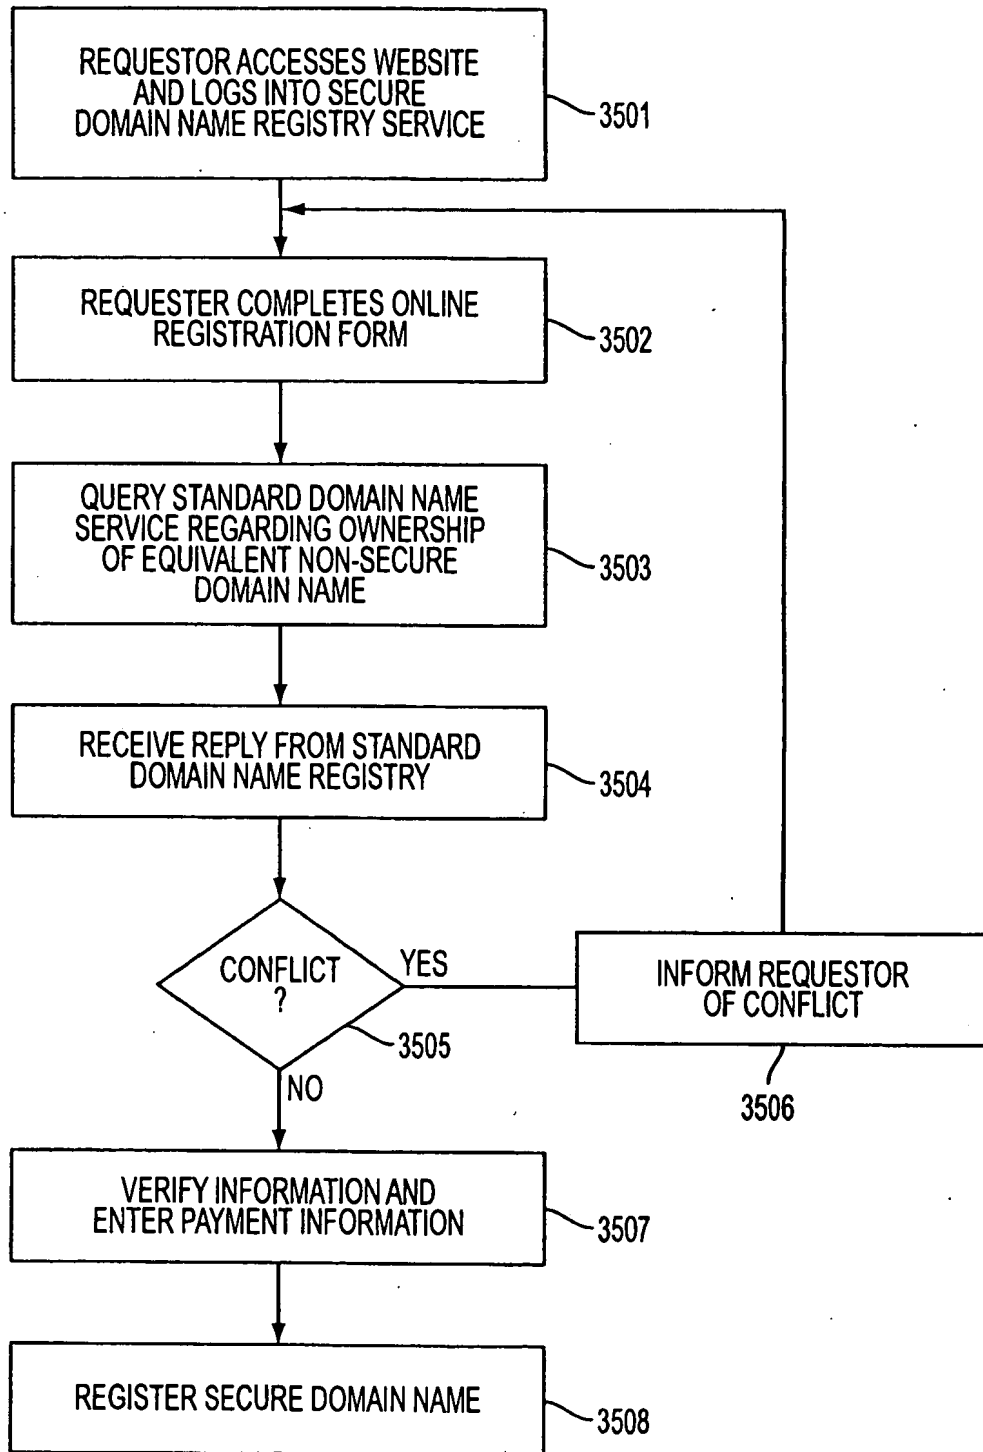 REQUESTOR ACCESSES WEBSITE
AND LOGS INTO SECURE
DOMAIN NAME REGISTRY SERVICE
3501
REQUESTER COMPLETES ONLINE
REGISTRATION FORM
3502
QUERY STANDARD DOMAIN NAME
SERVICE REGARDING OWNERSHIP
OF EQUIVALENT NON-SECURE
DOMAIN NAME
3503
RECEIVE REPLY FROM STANDARD
DOMAIN NAME REGISTRY
3504
CONFLICT
?
YES
3505
INFORM REQUESTOR
OF CONFLICT
3506
NO
VERIFY INFORMATION AND
ENTER PAYMENT INFORMATION
3507
REGISTER SECURE DOMAIN NAME
3508